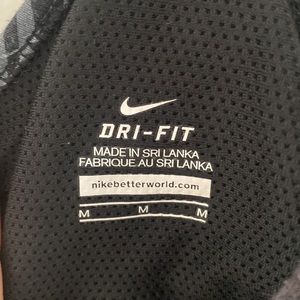 DRI-FIT
MADE IN SRI LANKA
FABRIQUE AU SRI LANKA
nikebetterworld.com
M M M